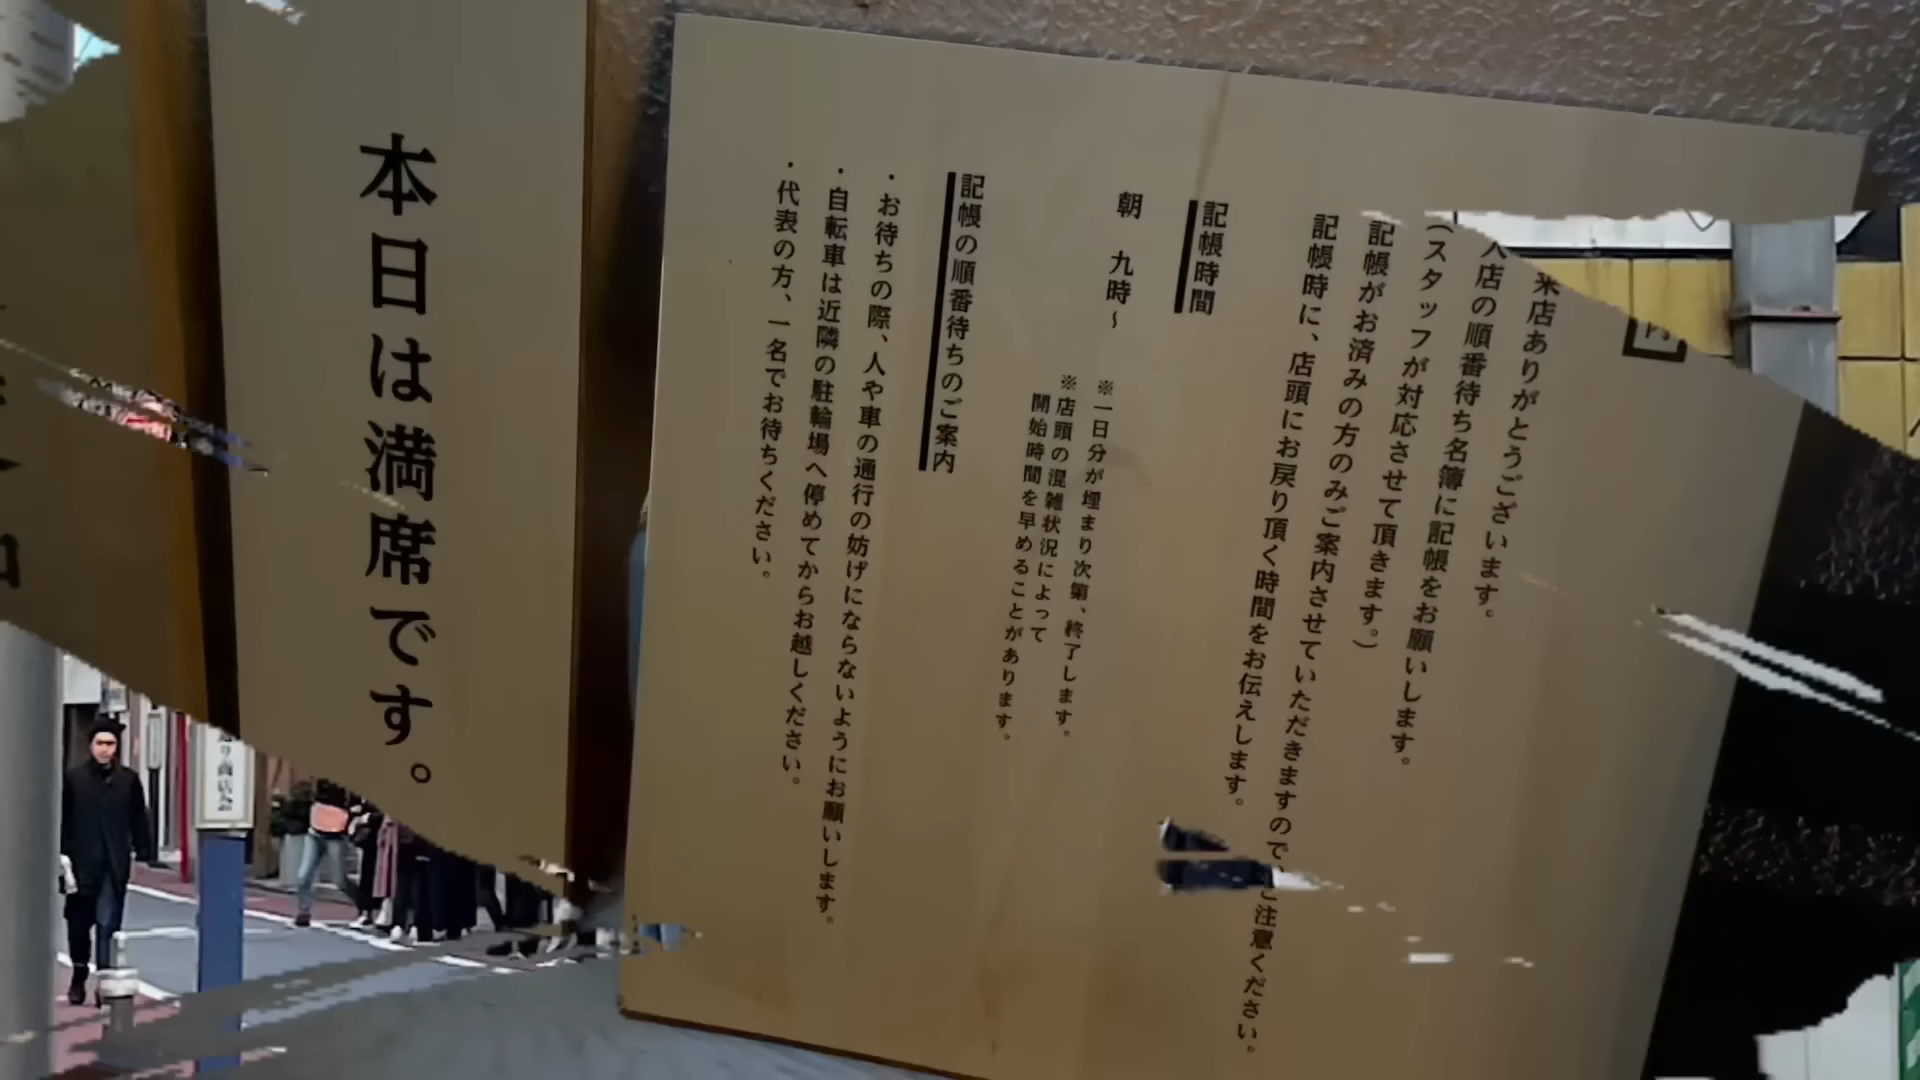 内
来店ありがとうございます。
入店の順番待ち名簿に記帳をお願いします。
(スタッフが対応させて頂きます。)
記帳がお済みの方のみご案内させていただきますので、ご注意ください。
記帳時に、店頭にお戻り頂く時間をお伝えします。
記帳時間
朝 九時~
※一日分が埋まり次第、終了します。
※店頭の混雑状況によって
開始時間を早めることがあります。
記帳の順番待ちのご案内
・お待ちの際、人や車の通行の妨げにならないようにお願いします。
・自転車は近隣の駐輪場へ停めてからお越しください。
・代表の方、一名でお待ちください。
本日は満席です。
通り商店会